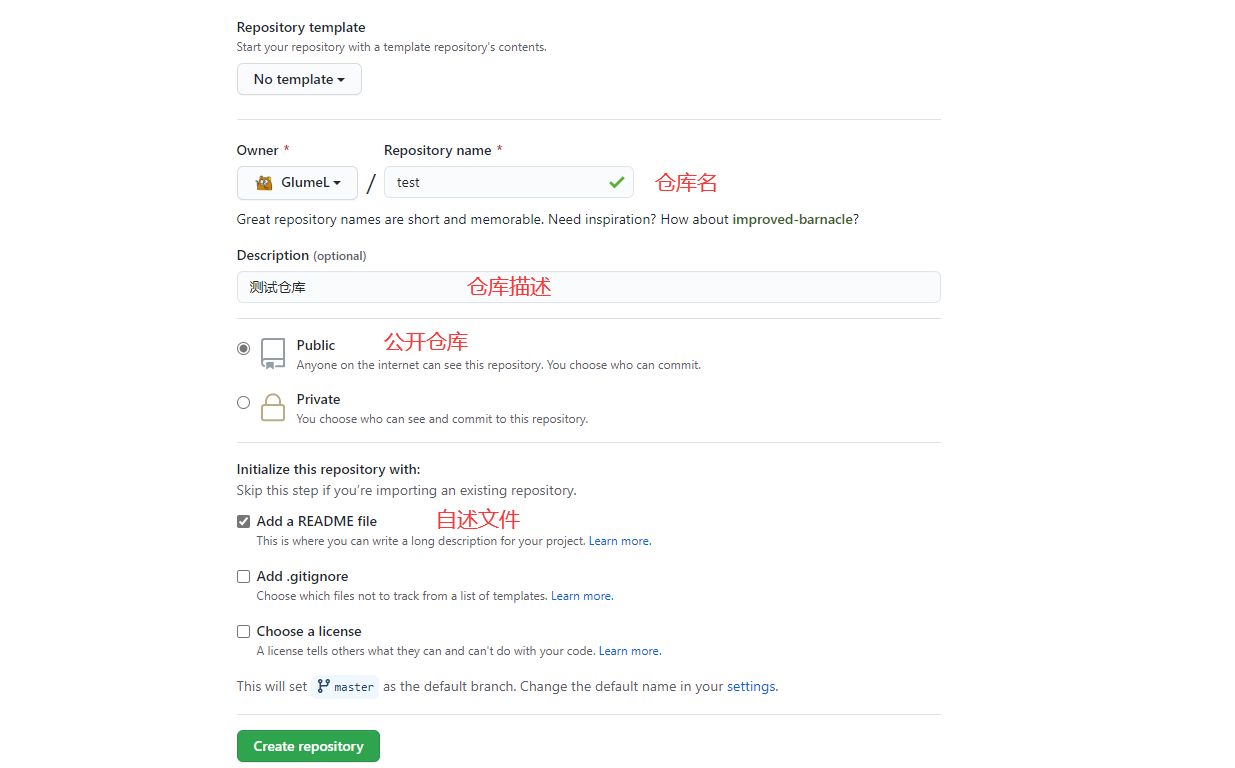 Repository template
Start your repository with a template repository's contents.
No template
Owner * Repository name *
GlumeL / test 仓库名
Great repository names are short and memorable. Need inspiration? How about improved-barnacle?
Description (optional)
测试仓库 仓库描述
Public 公开仓库
Anyone on the internet can see this repository. You choose who can commit.
Private
You choose who can see and commit to this repository.
Initialize this repository with:
Skip this step if you're importing an existing repository.
Add a README file 自述文件
This is where you can write a long description for your project. Learn more.
Add .gitignore
Choose which files not to track from a list of templates. Learn more.
Choose a license
A license tells others what they can and can't do with your code. Learn more.
This will set master as the default branch. Change the default name in your settings.
Create repository